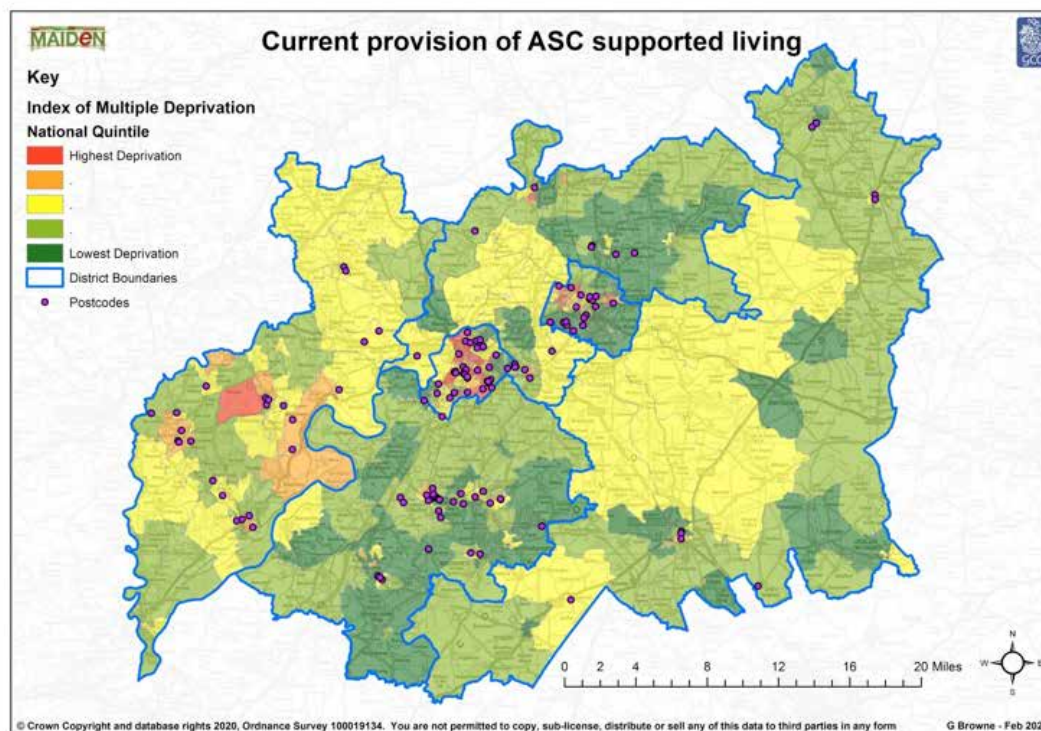 MAIDeN
Current provision of ASC supported living
GCC
Key
Index of Multiple Deprivation
National Quintile
Highest Deprivation
.
.
.
Lowest Deprivation
District Boundaries
Postcodes
N
W E
S
0 2 4 8 12 16 20 Miles
© Crown Copyright and database rights 2020, Ordnance Survey 100019134. You are not permitted to copy, sub-license, distribute or sell any of this data to third parties in any form
G Browne - Feb 202